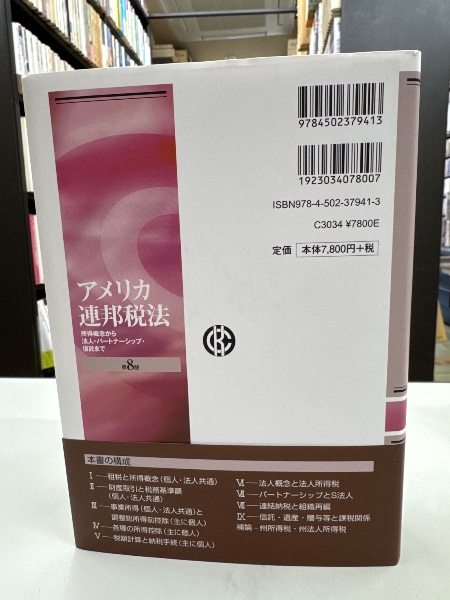 9784502379413
1923034078007
ISBN978-4-502-37941-3
C3034 ¥7800E
定価 本体7,800円+税
アメリカ
連邦税法
所得概念から
法人・パートナーシップ・
信託まで
第8版
本書の構成
Ⅰ──租税と所得概念(個人・法人共通)
Ⅱ──財産取引と税務基準額
(個人・法人共通)
Ⅲ──事業所得(個人・法人共通)と
調整総所得前控除(主に個人)
Ⅳ──各種の所得控除(主に個人)
Ⅴ──税額計算と納税手続(主に個人)
Ⅵ──法人概念と法人所得税
Ⅶ──パートナーシップとS法人
Ⅷ──連結納税と組織再編
Ⅸ──信託・遺産・贈与等と課税関係
補論─州所得税・州法人所得税